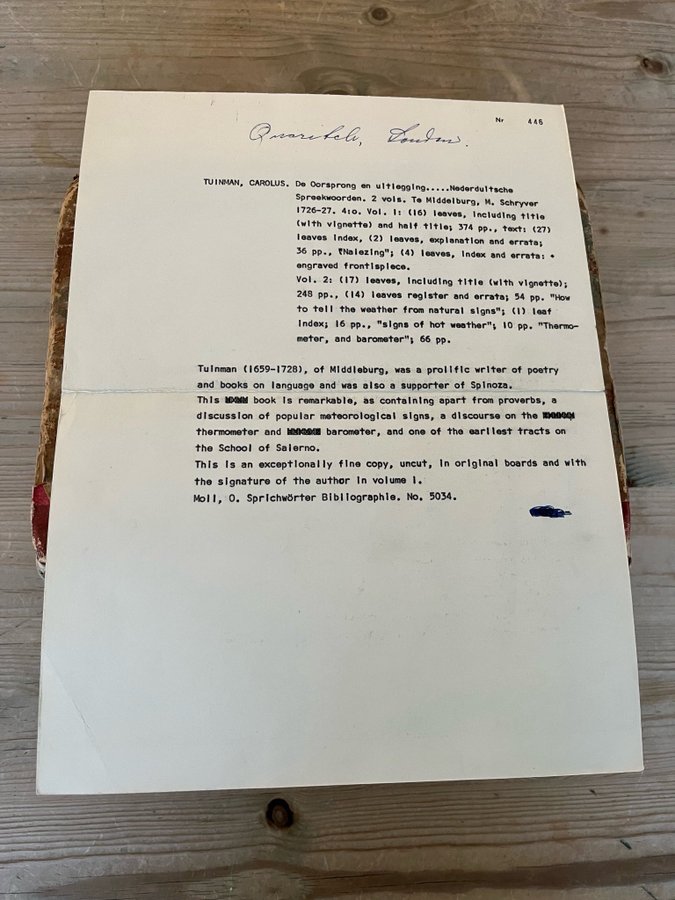 Nr 446
Quaritch, London.
TUINMAN, CAROLUS. De Oorsprong en uitlegging.....Nederduitsche
Spreekwoorden. 2 vols. Te Middelburg, M. Schryver
1726-27. 4:o. Vol. I: (16) leaves, including title
(with vignette) and half title; 374 pp., text: (27)
leaves index, (2) leaves, explanation and errata;
36 pp., "Nalezing"; (4) leaves, index and errata: +
engraved frontispiece.
Vol. 2: (17) leaves, including title (with vignette);
248 pp., (14) leaves register and errata; 54 pp. "How
to tell the weather from natural signs"; (1) leaf
index; 16 pp., "signs of hot weather"; 10 pp. "Thermo-
meter, and barometer"; 66 pp.
Tuinman (1659-1728), of Middleburg, was a prolific writer of poetry
and books on language and was also a supporter of Spinoza.
This book is remarkable, as containing apart from proverbs, a
discussion of popular meteorological signs, a discourse on the
thermometer and barometer, and one of the earliest tracts on
the School of Salerno.
This is an exceptionally fine copy, uncut, in original boards and with
the signature of the author in volume I.
Moll, O. Sprichwörter Bibliographie. No. 5034.